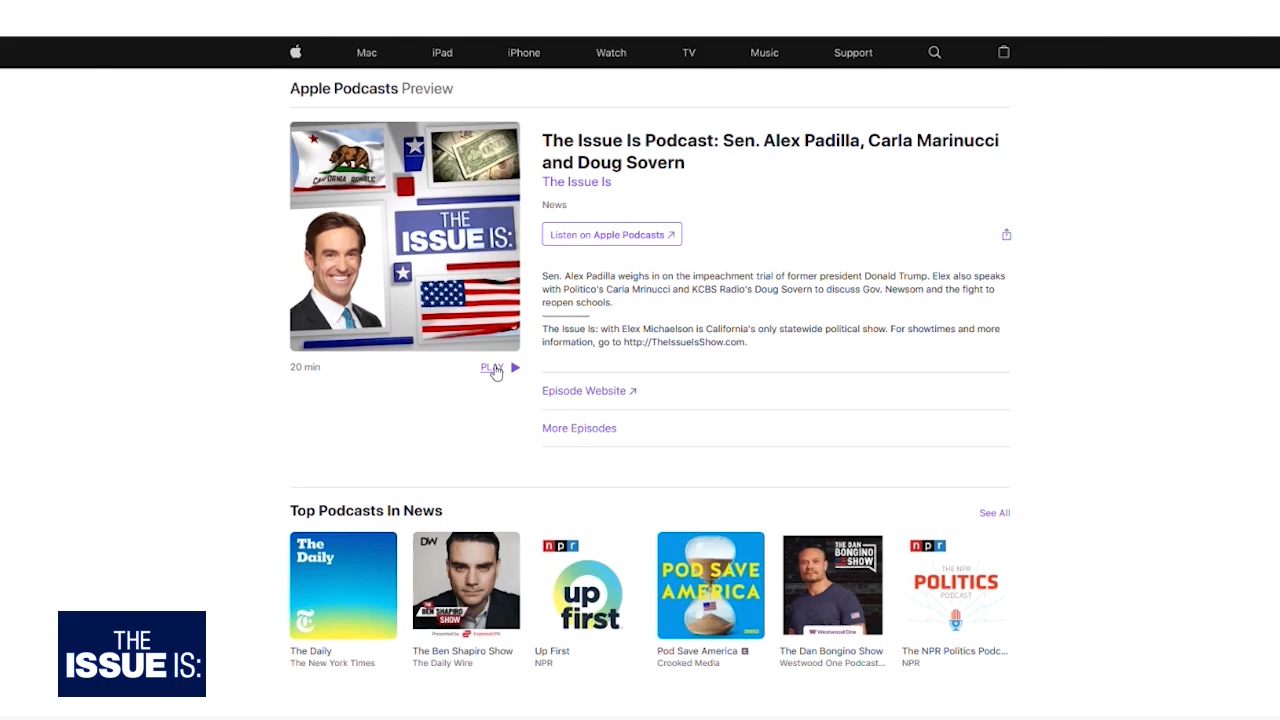 Mac iPad iPhone Watch TV Music Support
Apple Podcasts Preview
CALIFORNIA REPUBLIC
THE
ISSUE IS:
The Issue Is Podcast: Sen. Alex Padilla, Carla Marinucci
and Doug Sovern
The Issue Is
News
Listen on Apple Podcasts ↗
Sen. Alex Padilla weighs in on the impeachment trial of former president Donald Trump. Elex also speaks
with Politico's Carla Mrinucci and KCBS Radio's Doug Sovern to discuss Gov. Newsom and the fight to
reopen schools.
The Issue Is: with Elex Michaelson is California's only statewide political show. For showtimes and more
information, go to http://TheIssueIsShow.com.
20 min
PLAY
Episode Website ↗
More Episodes
Top Podcasts In News
See All
The
Daily
DW
THE
BEN SHAPIRO
SHOW
Presented by ExpressVPN
npr
up
first
POD SAVE
AMERICA
THE DAN
BONGINO
SHOW
WestwoodOne
npr
THE NPR
POLITICS
PODCAST
The Daily
The New York Times
The Ben Shapiro Show
The Daily Wire
Up First
NPR
Pod Save America E
Crooked Media
The Dan Bongino Show
Westwood One Podcast...
The NPR Politics Podc...
NPR
THE
ISSUE IS: